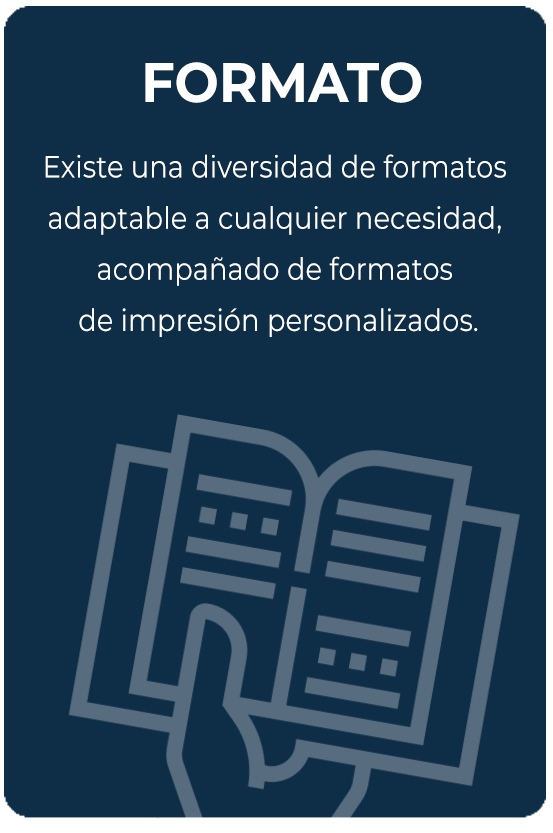 FORMATO
Existe una diversidad de formatos
adaptable a cualquier necesidad,
acompañado de formatos
de impresión personalizados.